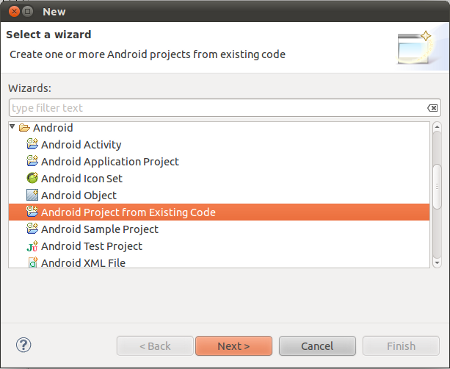 New
Select a wizard
Create one or more Android projects from existing code
Wizards:
type filter text
Android
Android Activity
Android Application Project
Android Icon Set
Android Object
Android Project from Existing Code
Android Sample Project
Android Test Project
Android XML File
? < Back Next > Cancel Finish